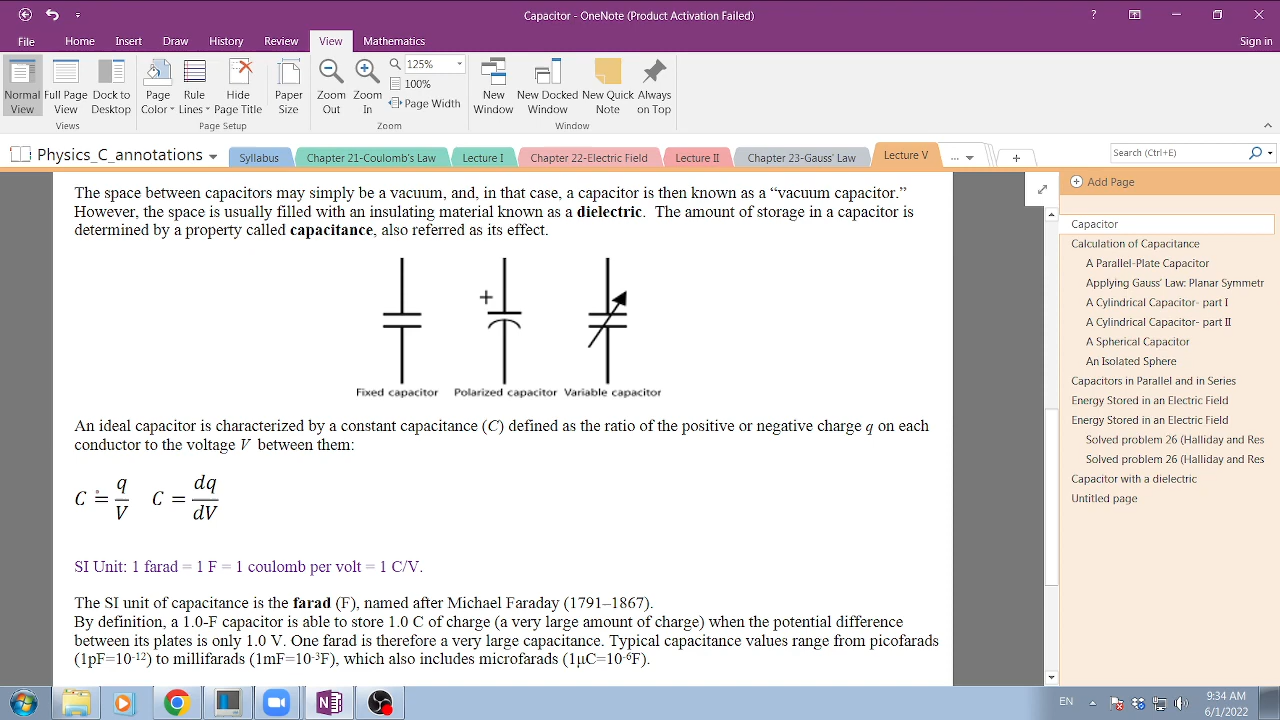 Capacitor - OneNote (Product Activation Failed)
?
File Home Insert Draw History Review View Mathematics Sign in
Normal View Full Page View Dock to Desktop Page Color Rule Lines Hide Page Title Paper Size Zoom Out Zoom In 125% 100% Page Width New Window New Docked Window New Quick Note Always on Top
Views Page Setup Zoom Window
Physics_C_annotations Syllabus Chapter 21-Coulomb's Law Lecture I Chapter 22-Electric Field Lecture II Chapter 23-Gauss' Law Lecture V ... + Search (Ctrl+E)
The space between capacitors may simply be a vacuum, and, in that case, a capacitor is then known as a “vacuum capacitor.”
However, the space is usually filled with an insulating material known as a dielectric. The amount of storage in a capacitor is
determined by a property called capacitance, also referred as its effect.
+
Fixed capacitor Polarized capacitor Variable capacitor
An ideal capacitor is characterized by a constant capacitance (C) defined as the ratio of the positive or negative charge q on each
conductor to the voltage V between them:
C = q/V C = dq/dV
SI Unit: 1 farad = 1 F = 1 coulomb per volt = 1 C/V.
The SI unit of capacitance is the farad (F), named after Michael Faraday (1791–1867).
By definition, a 1.0-F capacitor is able to store 1.0 C of charge (a very large amount of charge) when the potential difference
between its plates is only 1.0 V. One farad is therefore a very large capacitance. Typical capacitance values range from picofarads
(1pF=10⁻¹²) to millifarads (1mF=10⁻³F), which also includes microfarads (1μC=10⁻⁶F).
Add Page
Capacitor
Calculation of Capacitance
A Parallel-Plate Capacitor
Applying Gauss' Law: Planar Symmetr
A Cylindrical Capacitor- part I
A Cylindrical Capacitor- part II
A Spherical Capacitor
An Isolated Sphere
Capacitors in Parallel and in Series
Energy Stored in an Electric Field
Energy Stored in an Electric Field
Solved problem 26 (Halliday and Res
Solved problem 26 (Halliday and Res
Capacitor with a dielectric
Untitled page
EN
9:34 AM
6/1/2022